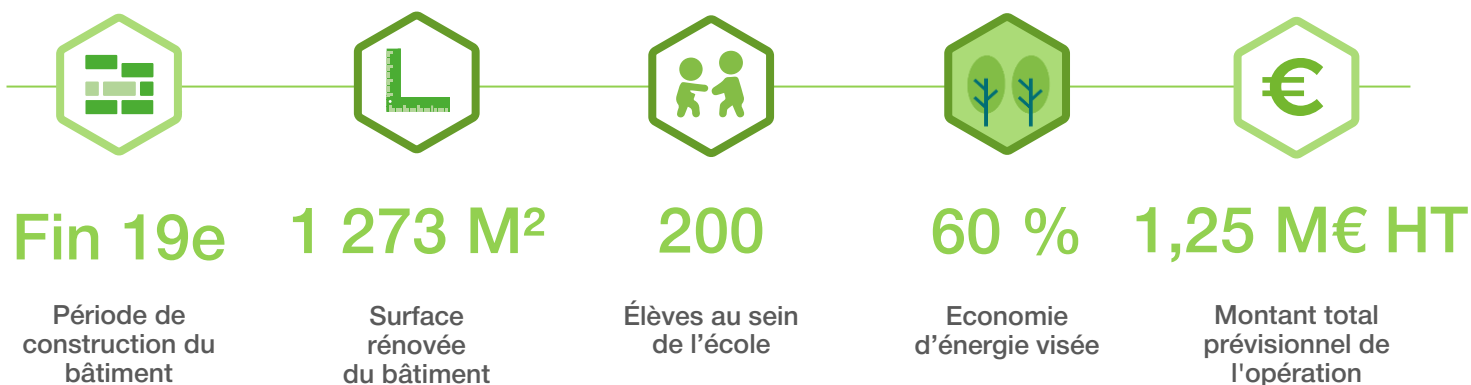 Fin 19e
Période de
construction du
bâtiment
1 273 M²
Surface
rénovée
du bâtiment
200
Élèves au sein
de l’école
60 %
Economie
d’énergie visée
€
1,25 M€ HT
Montant total
prévisionnel de
l'opération